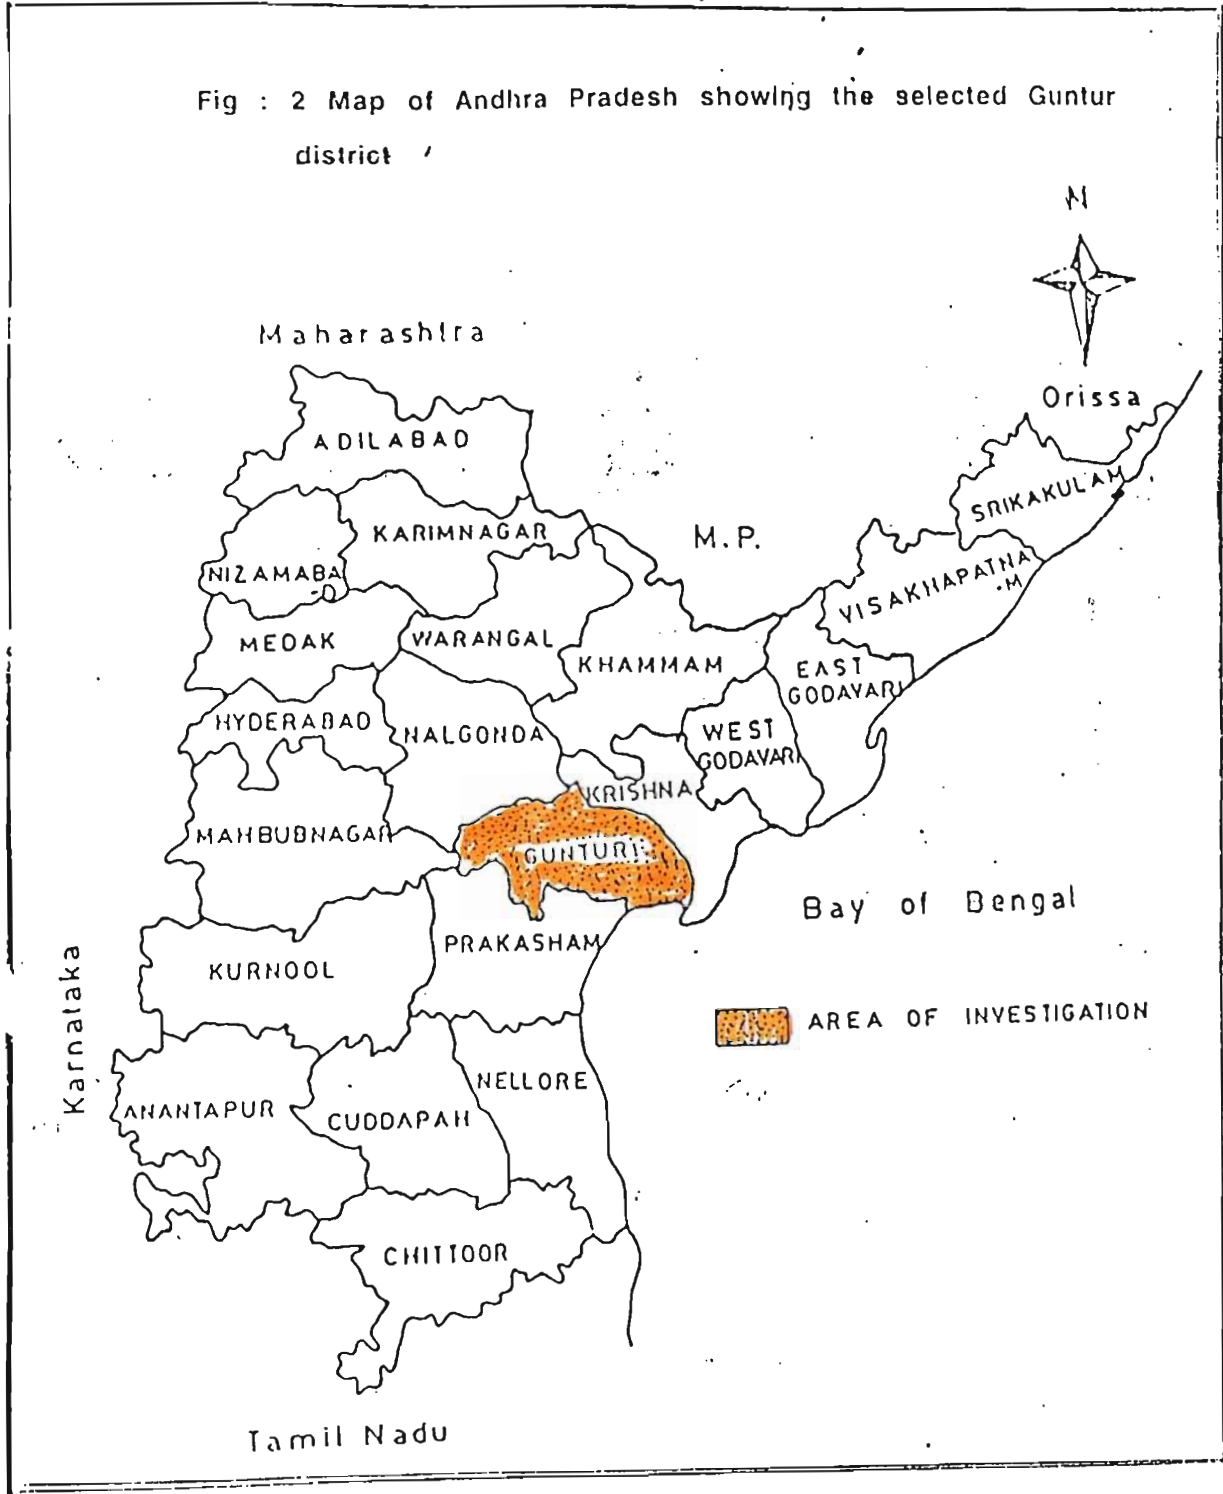 Fig : 2 Map of Andhra Pradesh showing the selected Guntur
district
N
Maharashtra
Orissa
ADILABAD
SRIKAKULAM
KARIMNAGAR
M.P.
NIZAMABA
-D
VISAKHAPATNA
-M
MEDAK
WARANGAL
KHAMMAM
EAST
GODAVARI
HYDERABAD
NALGONDA
WEST
GODAVARI
KRISHNA
MAHBUBNAGAR
GUNTUR
Bay of Bengal
PRAKASHAM
KURNOOL
Karnataka
AREA OF INVESTIGATION
NELLORE
ANANTAPUR
CUDDAPAH
CHITTOOR
Tamil Nadu